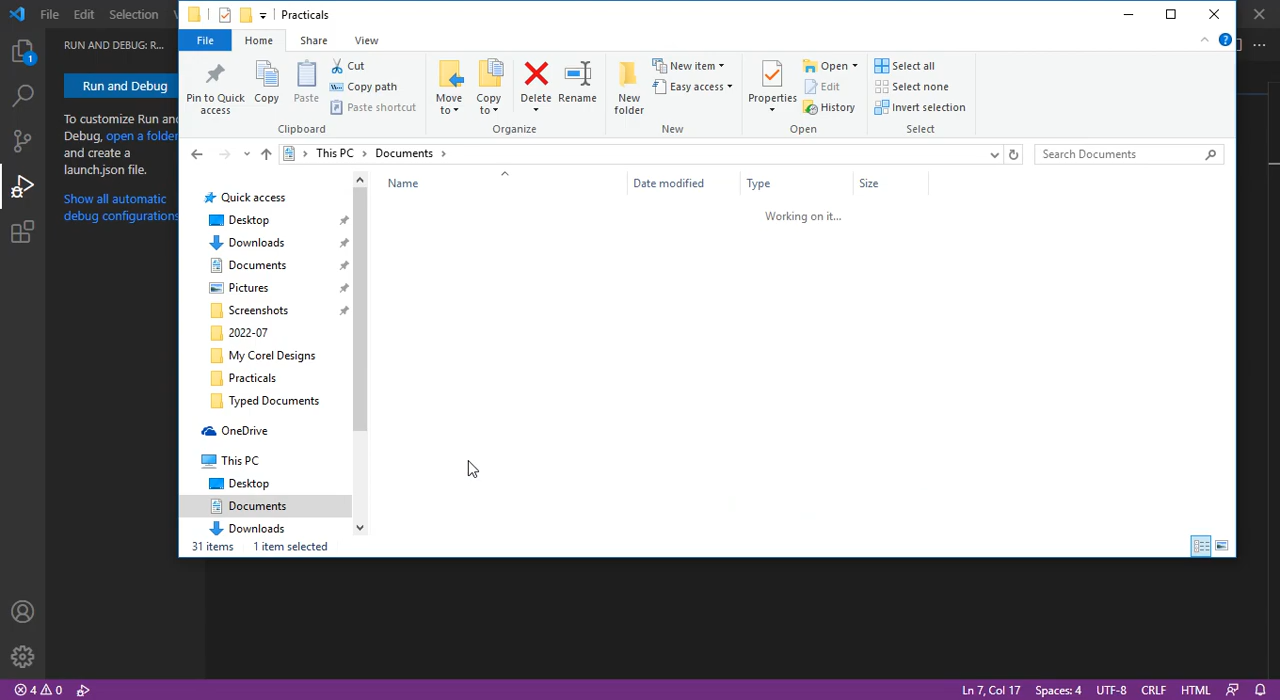 File Edit Selection
Practicals
File Home Share View
RUN AND DEBUG: R...
Run and Debug
To customize Run and
Debug, open a folder
and create a
launch.json file.
Show all automatic
debug configurations
Pin to Quick
access
Copy
Paste
Cut
Copy path
Paste shortcut
Clipboard
Move
to
Copy
to
Delete
Rename
Organize
New
folder
New item
Easy access
New
Properties
Open
Edit
History
Open
Select all
Select none
Invert selection
Select
This PC > Documents >
Search Documents
Name Date modified Type Size
Working on it...
Quick access
Desktop
Downloads
Documents
Pictures
Screenshots
2022-07
My Corel Designs
Practicals
Typed Documents
OneDrive
This PC
Desktop
Documents
Downloads
31 items 1 item selected
4 0
Ln 7, Col 17 Spaces: 4 UTF-8 CRLF HTML